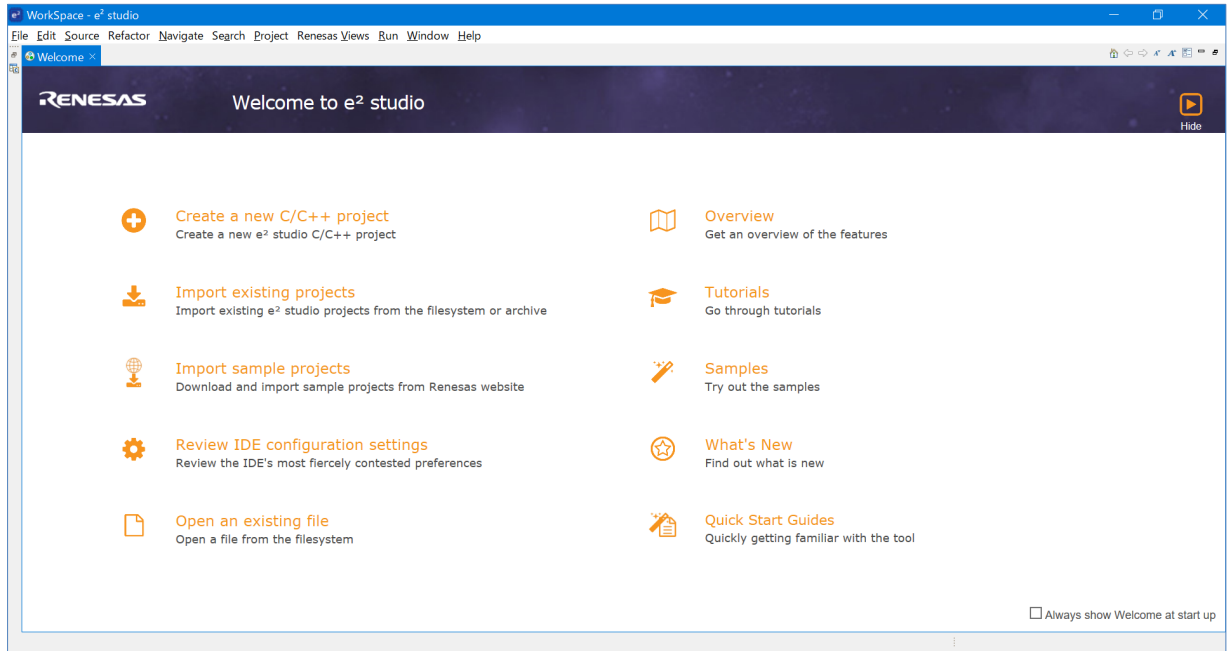 e² WorkSpace - e² studio
File Edit Source Refactor Navigate Search Project Renesas Views Run Window Help
Welcome
RENESAS
Welcome to e² studio
Hide
Create a new C/C++ project
Create a new e² studio C/C++ project
Import existing projects
Import existing e² studio projects from the filesystem or archive
Import sample projects
Download and import sample projects from Renesas website
Review IDE configuration settings
Review the IDE's most fiercely contested preferences
Open an existing file
Open a file from the filesystem
Overview
Get an overview of the features
Tutorials
Go through tutorials
Samples
Try out the samples
What's New
Find out what is new
Quick Start Guides
Quickly getting familiar with the tool
Always show Welcome at start up